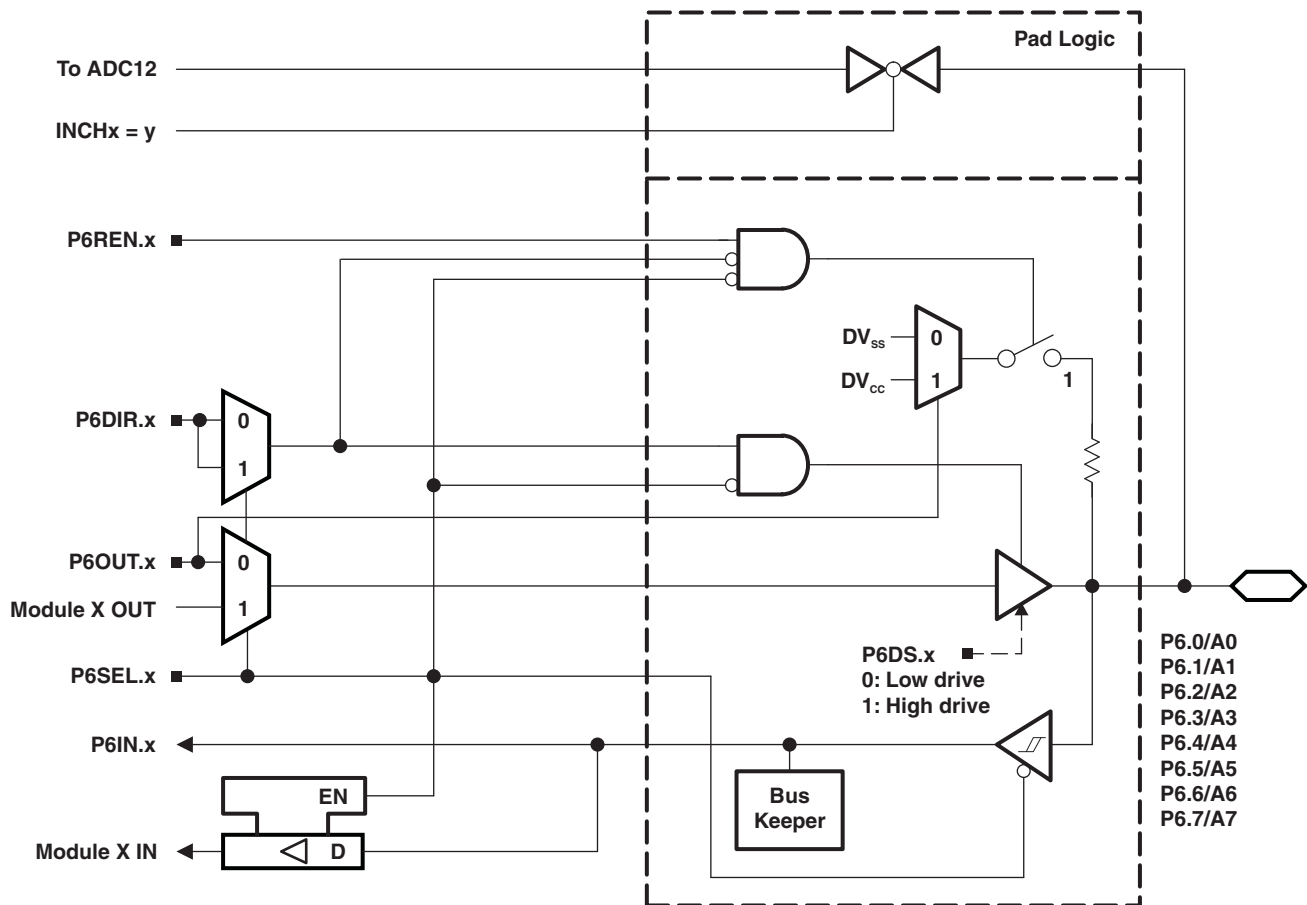 Pad Logic
To ADC12
INCHx = y
P6REN.x
DVSS
0
DVCC
1
1
P6DIR.x
0
1
P6OUT.x
0
Module X OUT
1
P6DS.x
0: Low drive
1: High drive
P6SEL.x
P6IN.x
Bus
Keeper
EN
Module X IN
D
P6.0/A0
P6.1/A1
P6.2/A2
P6.3/A3
P6.4/A4
P6.5/A5
P6.6/A6
P6.7/A7